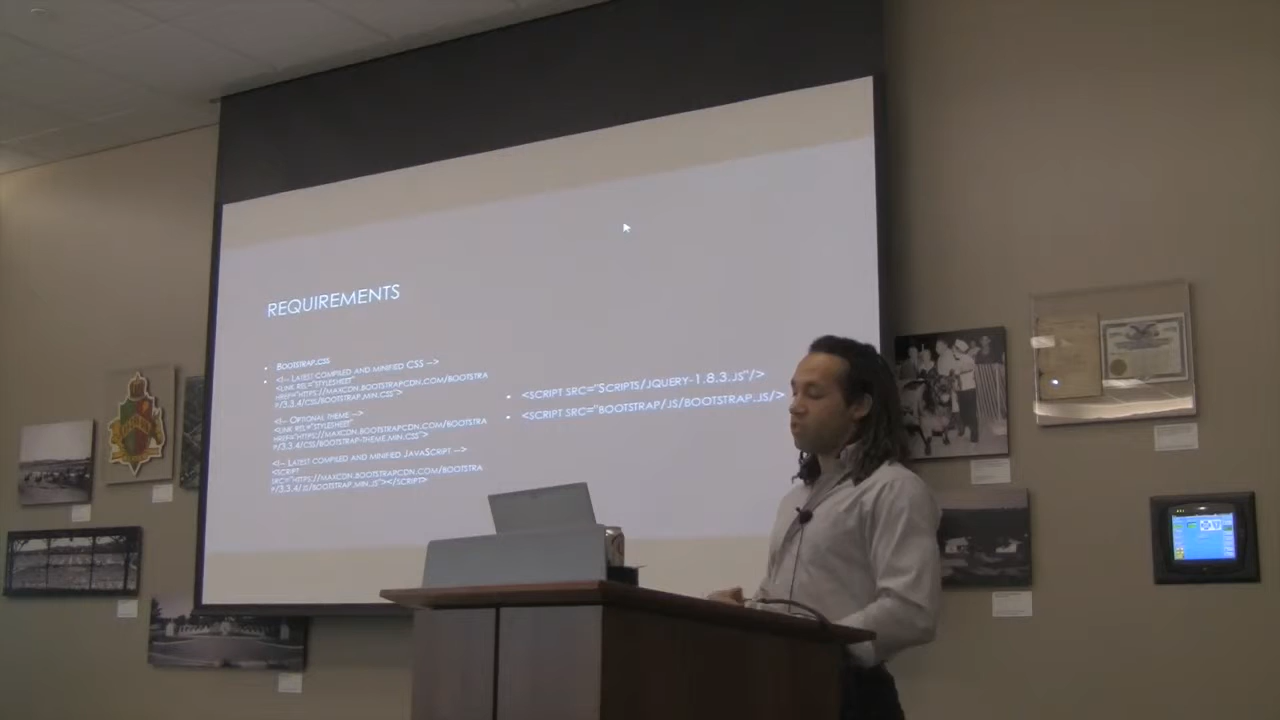 REQUIREMENTS
BOOTSTRAP.CSS
<!-- LATEST COMPILED AND MINIFIED CSS -->
<LINK REL="STYLESHEET"
HREF="HTTPS://MAXCDN.BOOTSTRAPCDN.COM/BOOTSTRA
P/3.3.4/CSS/BOOTSTRAP.MIN.CSS">
<!-- OPTIONAL THEME -->
<LINK REL="STYLESHEET"
HREF="HTTPS://MAXCDN.BOOTSTRAPCDN.COM/BOOTSTRA
P/3.3.4/CSS/BOOTSTRAP-THEME.MIN.CSS">
<!-- LATEST COMPILED AND MINIFIED JAVASCRIPT -->
<SCRIPT
SRC="HTTPS://MAXCDN.BOOTSTRAPCDN.COM/BOOTSTRA
P/3.3.4/JS/BOOTSTRAP.MIN.JS"></SCRIPT>
<SCRIPT SRC="SCRIPTS/JQUERY-1.8.3.JS"/>
<SCRIPT SRC="BOOTSTRAP/JS/BOOTSTRAP.JS/>